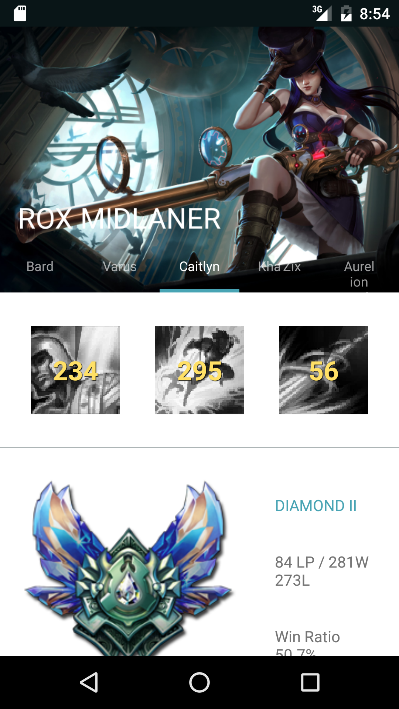 3G
8:54
ROX MIDLANER
Bard
Varus
Caitlyn
Kha'Zix
Aurel
ion
234
295
56
DIAMOND II
84 LP / 281W
273L
Win Ratio
50.7%